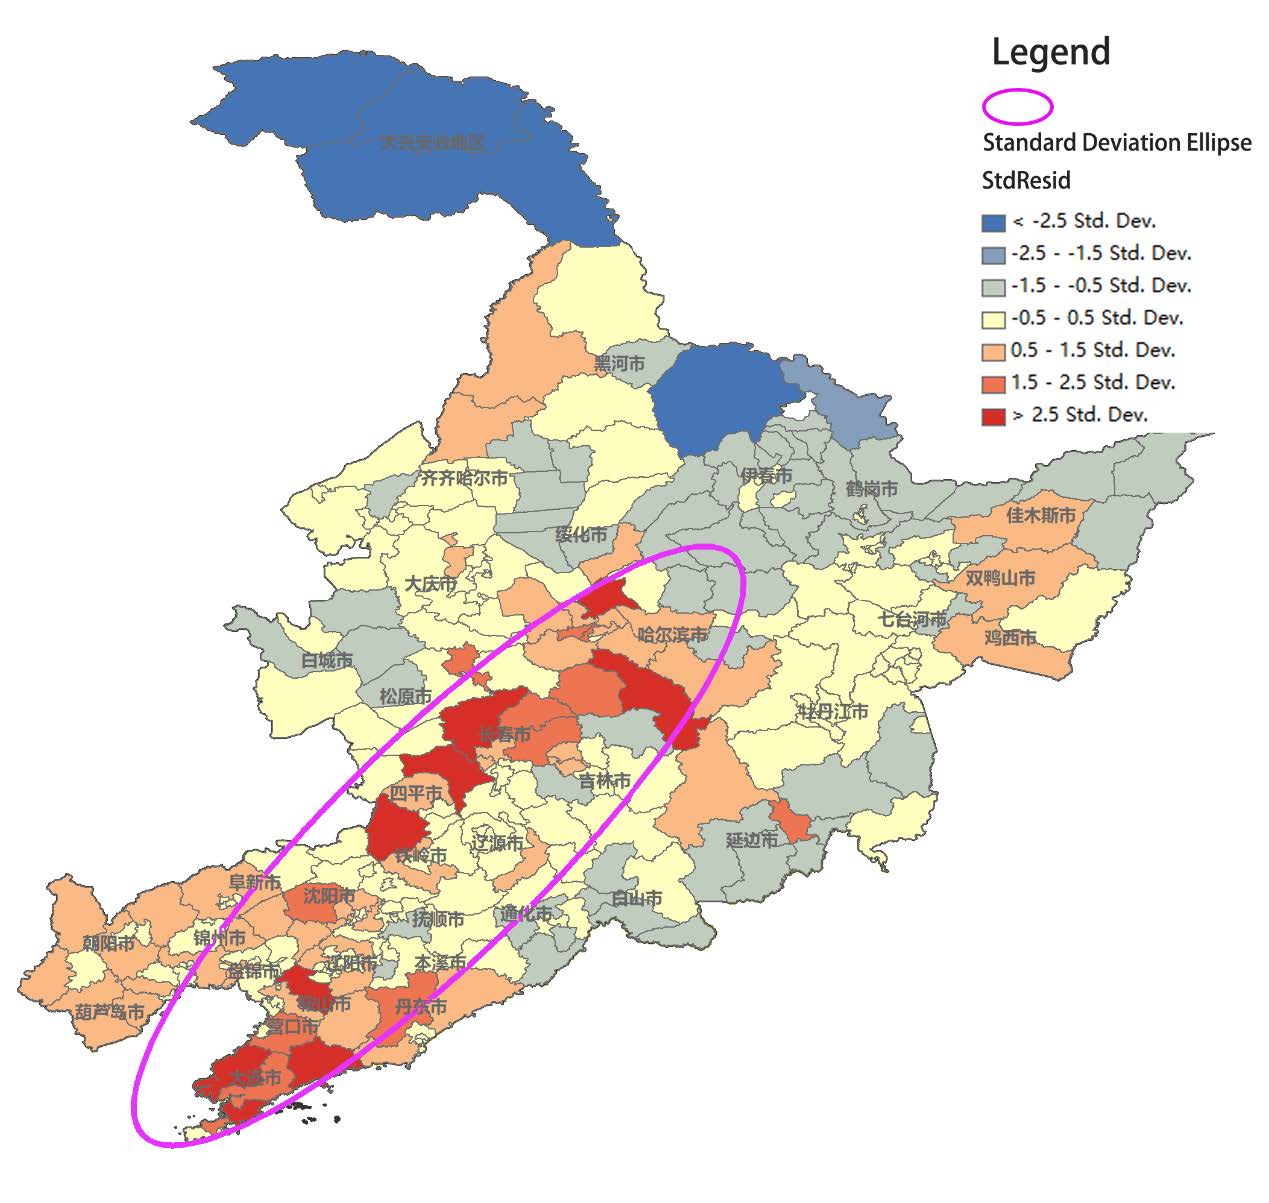 Legend
Standard Deviation Ellipse
StdResid
< -2.5 Std. Dev.
-2.5 - -1.5 Std. Dev.
-1.5 - -0.5 Std. Dev.
-0.5 - 0.5 Std. Dev.
0.5 - 1.5 Std. Dev.
1.5 - 2.5 Std. Dev.
> 2.5 Std. Dev.
大兴安岭地区
黑河市
齐齐哈尔市
伊春市
鹤岗市
佳木斯市
绥化市
大庆市
双鸭山市
七台河市
哈尔滨市
鸡西市
白城市
松原市
牡丹江市
长春市
吉林市
四平市
延边市
辽源市
铁岭市
阜新市
沈阳市
白山市
通化市
抚顺市
锦州市
朝阳市
盘锦市
辽阳市
本溪市
鞍山市
丹东市
葫芦岛市
营口市
大连市